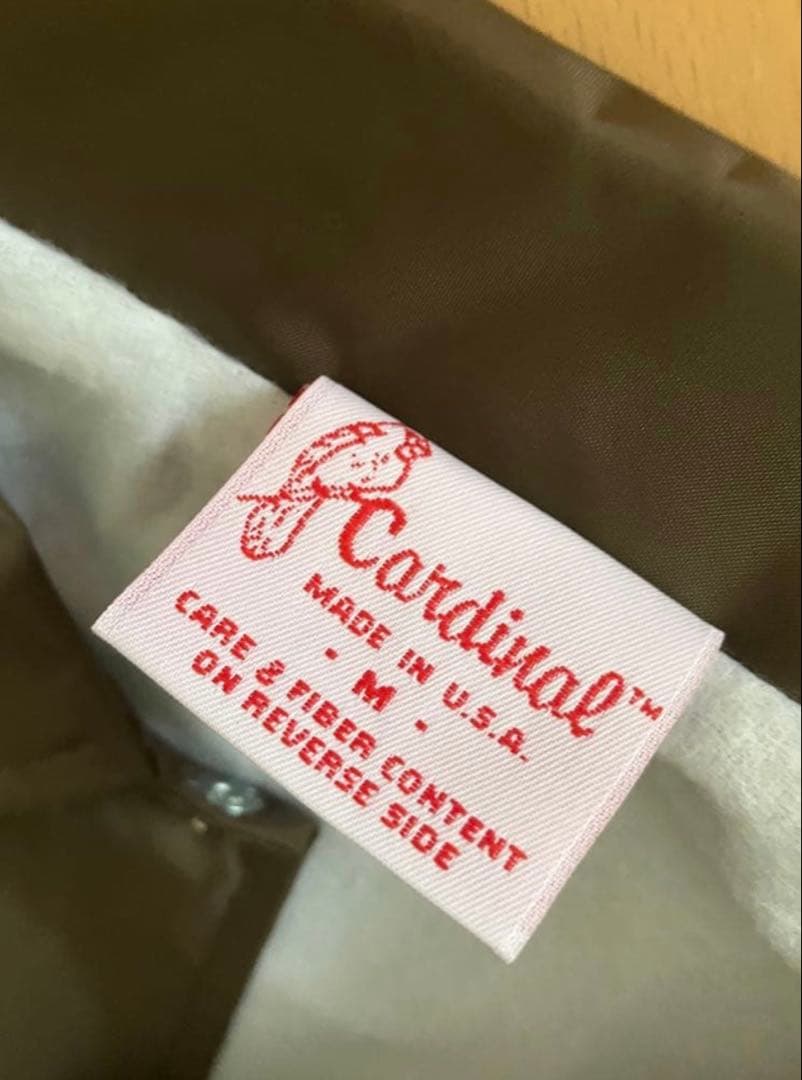 Cardinal™
MADE IN U.S.A.
- M -
CARE & FIBER CONTENT
ON REVERSE SIDE